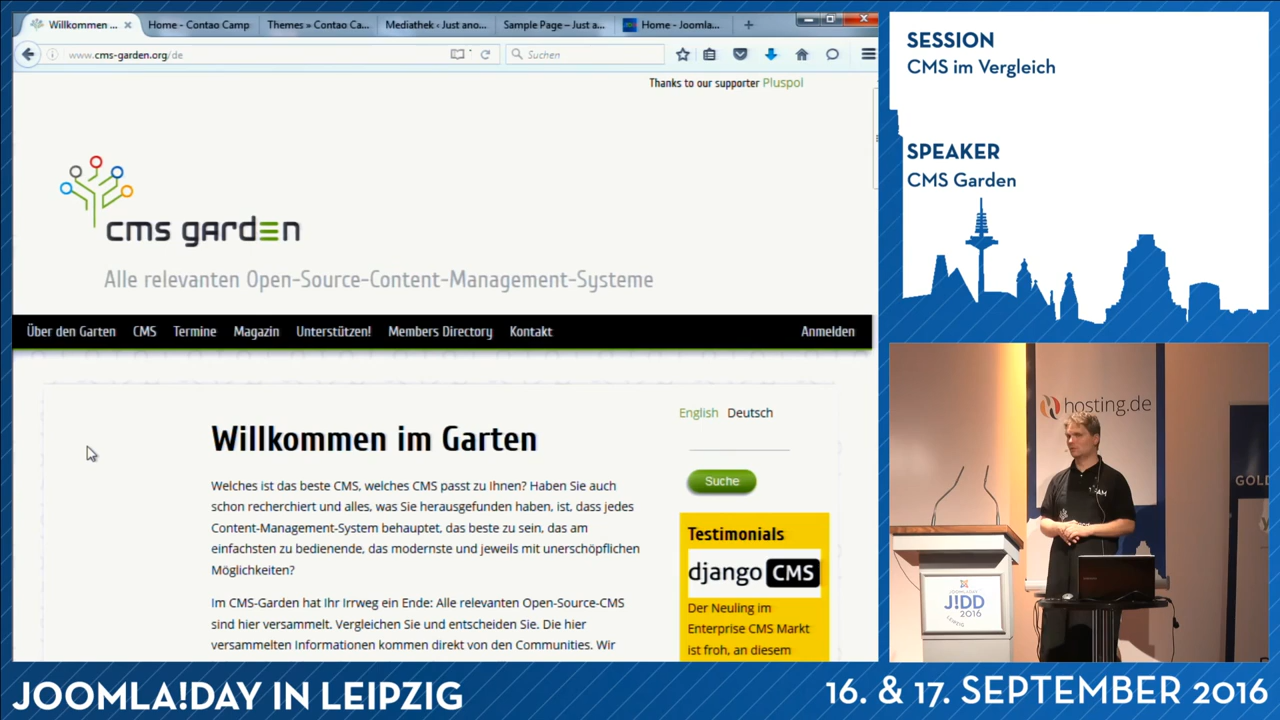 Willkommen ...
Home - Contao Camp
Themes » Contao Ca...
Mediathek ‹ Just ano...
Sample Page – Just a...
Home - Joomla...
www.cms-garden.org/de
Suchen
Thanks to our supporter Pluspol
cms garden
Alle relevanten Open-Source-Content-Management-Systeme
Über den Garten
CMS
Termine
Magazin
Unterstützen!
Members Directory
Kontakt
Anmelden
English Deutsch
Willkommen im Garten
Welches ist das beste CMS, welches CMS passt zu Ihnen? Haben Sie auch
schon recherchiert und alles, was Sie herausgefunden haben, ist, dass jedes
Content-Management-System behauptet, das beste zu sein, das am
einfachsten zu bedienende, das modernste und jeweils mit unerschöpflichen
Möglichkeiten?
Im CMS-Garden hat Ihr Irrweg ein Ende: Alle relevanten Open-Source-CMS
sind hier versammelt. Vergleichen Sie und entscheiden Sie. Die hier
versammelten Informationen kommen direkt von den Communities. Wir
Suche
Testimonials
django CMS
Der Neuling im
Enterprise CMS Markt
ist froh, an diesem
SESSION
CMS im Vergleich
SPEAKER
CMS Garden
hosting.de
GOLD
J!DD
2016
Leipzig
JOOMLA!DAY IN LEIPZIG
16. & 17. SEPTEMBER 2016